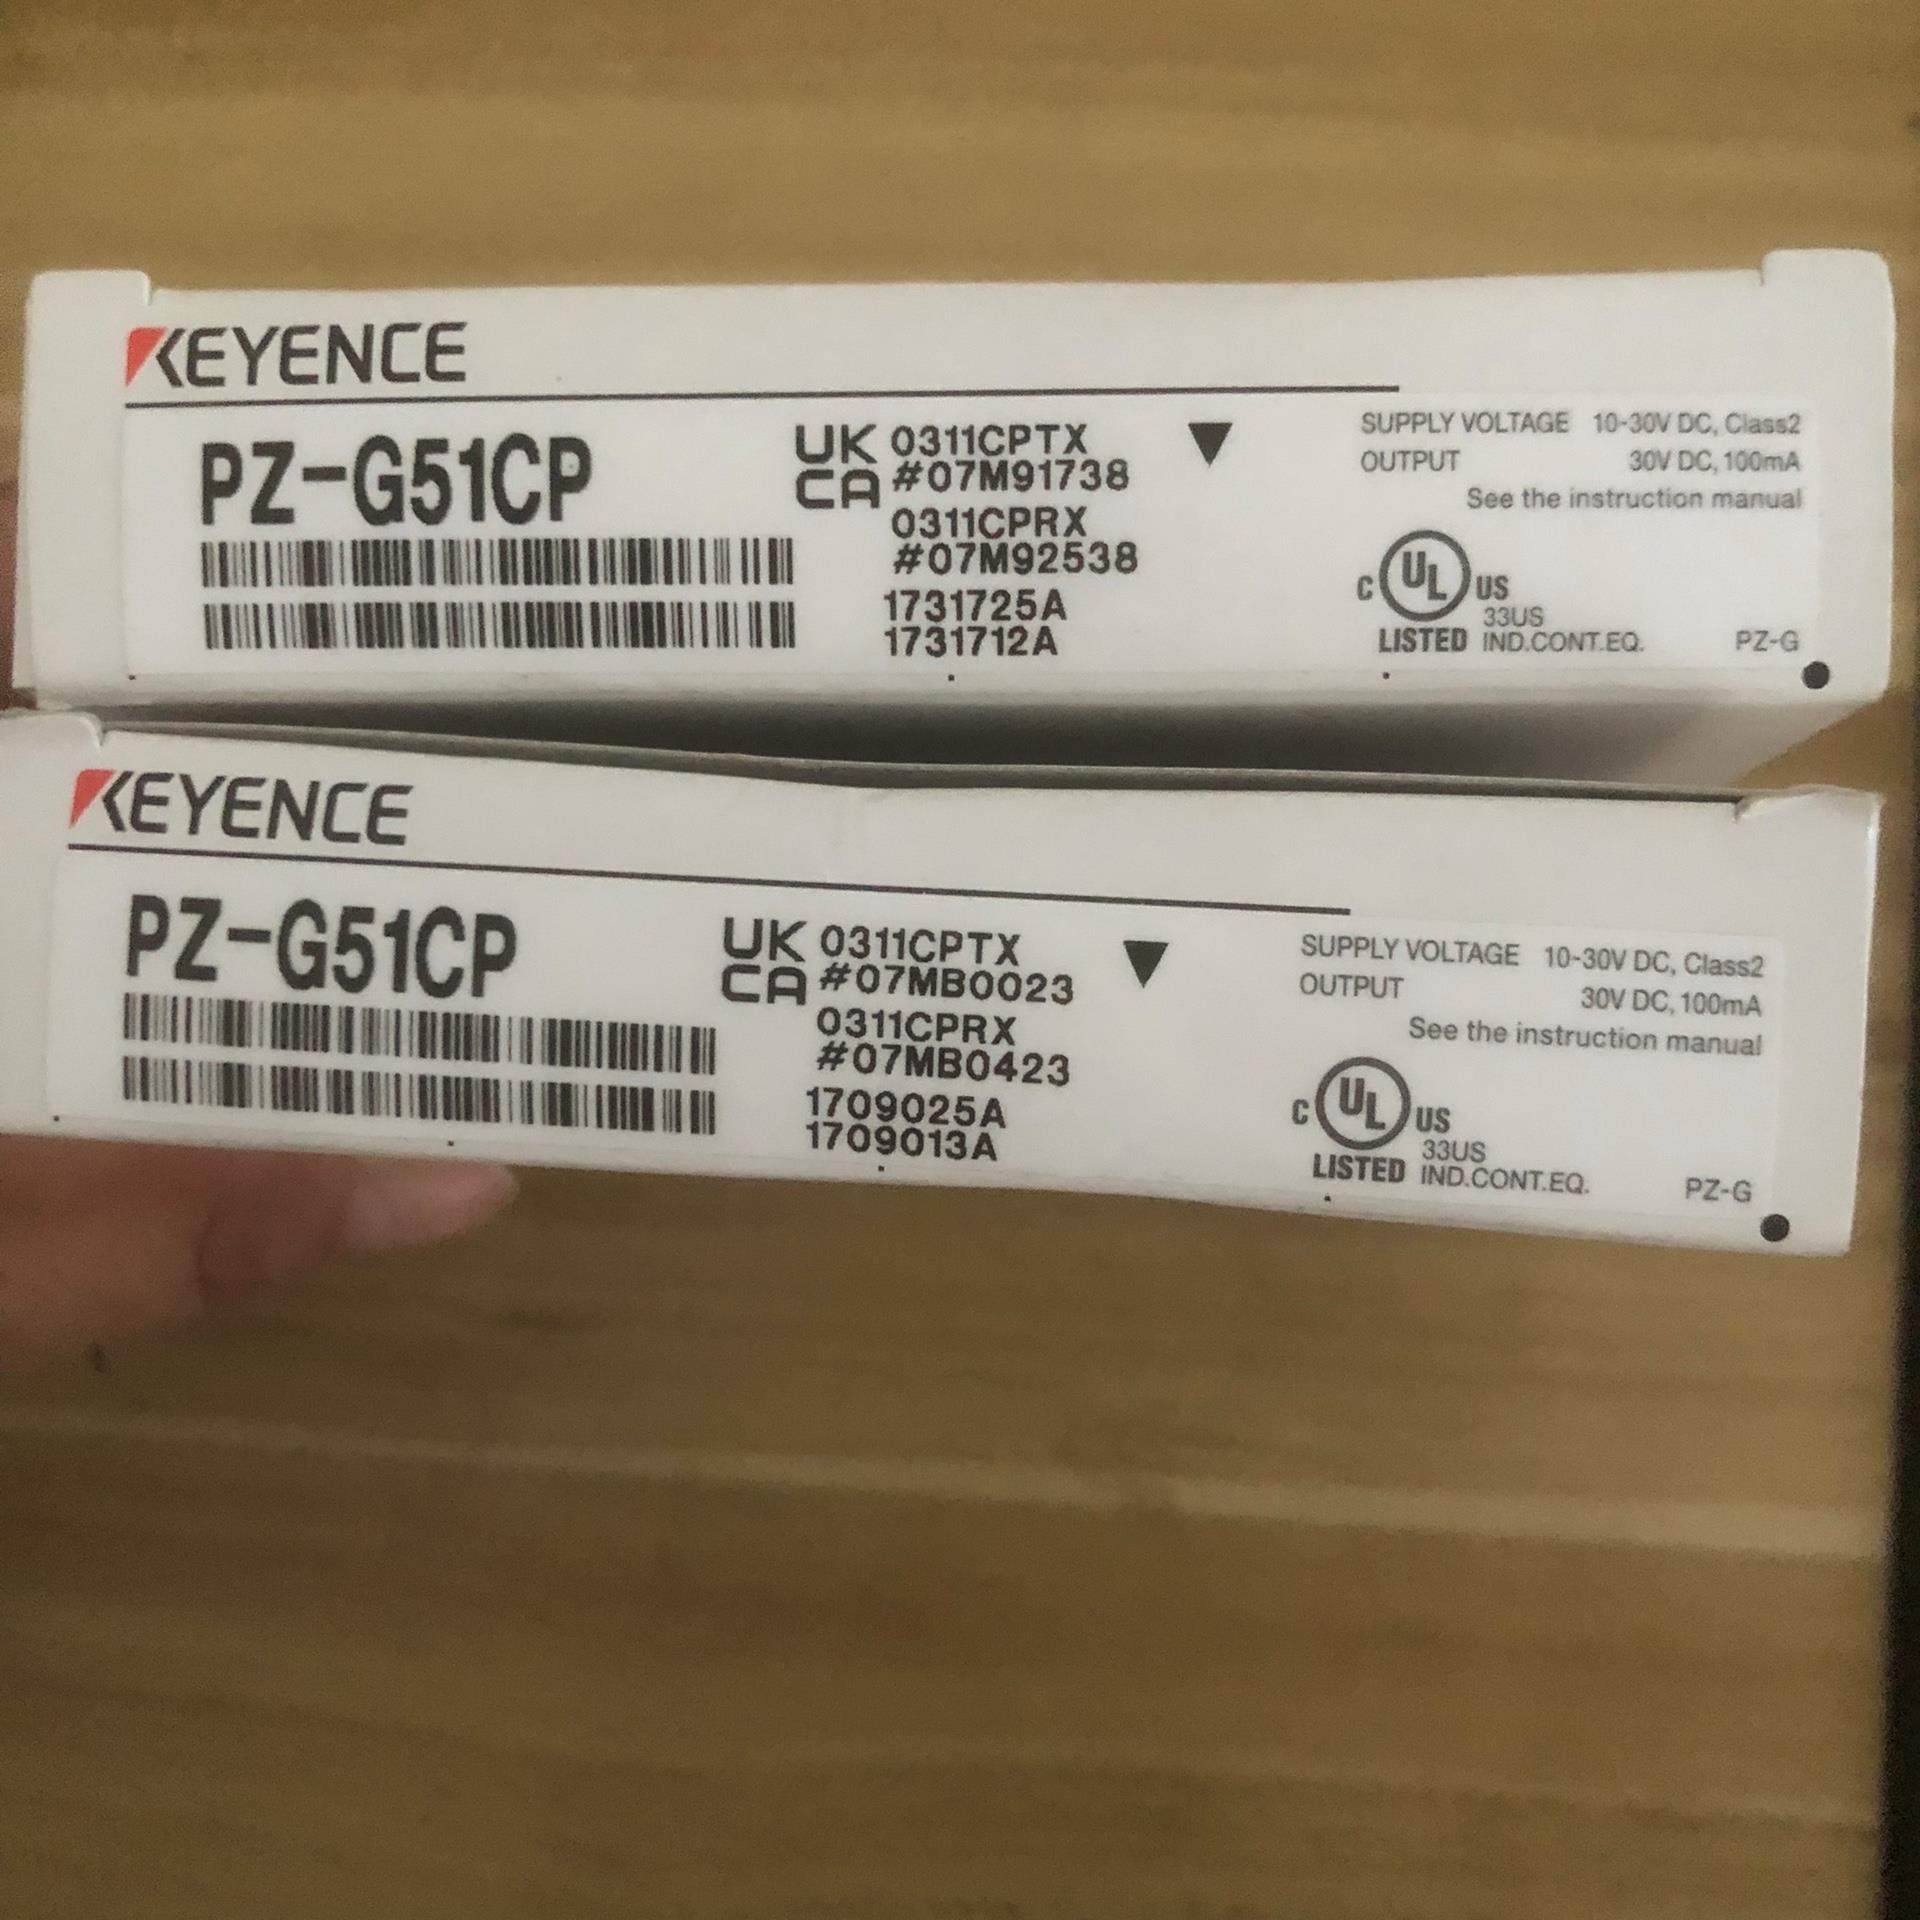 KEYENCE
PZ-G51CP
UK CA
0311CPTX
#07M91738
0311CPRX
#07M92538
1731725A
1731712A
SUPPLY VOLTAGE 10-30V DC, Class2
OUTPUT 30V DC, 100mA
See the instruction manual
C UL US
33US
LISTED IND.CONT.EQ. PZ-G
KEYENCE
PZ-G51CP
UK CA
0311CPTX
#07MB0023
0311CPRX
#07MB0423
1709025A
1709013A
SUPPLY VOLTAGE 10-30V DC, Class2
OUTPUT 30V DC, 100mA
See the instruction manual
C UL US
33US
LISTED IND.CONT.EQ. PZ-G